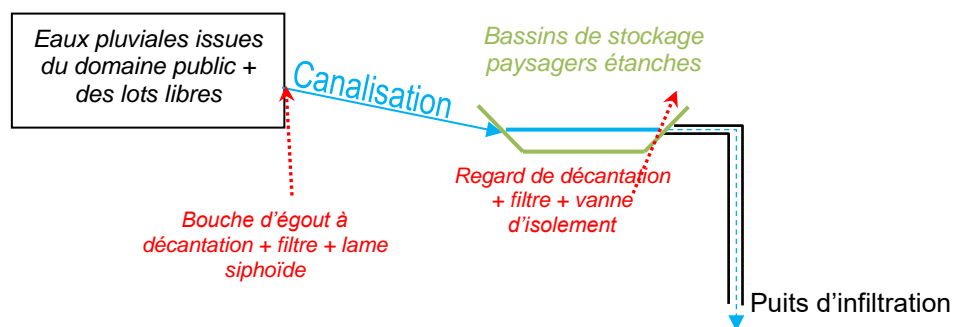 Eaux pluviales issues
du domaine public +
des lots libres
Canalisation
Bassins de stockage
paysagers étanches
Regard de décantation
+ filtre + vanne
d'isolement
Bouche d'égout à
décantation + filtre + lame
siphoïde
Puits d'infiltration